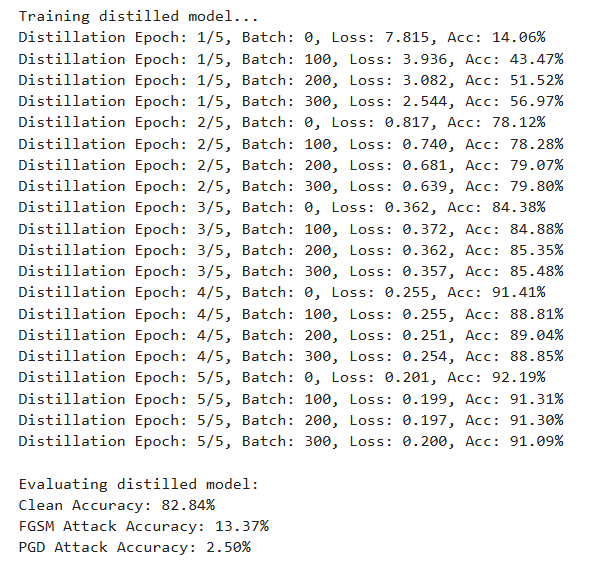 Training distilled model...
Distillation Epoch: 1/5, Batch: 0, Loss: 7.815, Acc: 14.06%
Distillation Epoch: 1/5, Batch: 100, Loss: 3.936, Acc: 43.47%
Distillation Epoch: 1/5, Batch: 200, Loss: 3.082, Acc: 51.52%
Distillation Epoch: 1/5, Batch: 300, Loss: 2.544, Acc: 56.97%
Distillation Epoch: 2/5, Batch: 0, Loss: 0.817, Acc: 78.12%
Distillation Epoch: 2/5, Batch: 100, Loss: 0.740, Acc: 78.28%
Distillation Epoch: 2/5, Batch: 200, Loss: 0.681, Acc: 79.07%
Distillation Epoch: 2/5, Batch: 300, Loss: 0.639, Acc: 79.80%
Distillation Epoch: 3/5, Batch: 0, Loss: 0.362, Acc: 84.38%
Distillation Epoch: 3/5, Batch: 100, Loss: 0.372, Acc: 84.88%
Distillation Epoch: 3/5, Batch: 200, Loss: 0.362, Acc: 85.35%
Distillation Epoch: 3/5, Batch: 300, Loss: 0.357, Acc: 85.48%
Distillation Epoch: 4/5, Batch: 0, Loss: 0.255, Acc: 91.41%
Distillation Epoch: 4/5, Batch: 100, Loss: 0.255, Acc: 88.81%
Distillation Epoch: 4/5, Batch: 200, Loss: 0.251, Acc: 89.04%
Distillation Epoch: 4/5, Batch: 300, Loss: 0.254, Acc: 88.85%
Distillation Epoch: 5/5, Batch: 0, Loss: 0.201, Acc: 92.19%
Distillation Epoch: 5/5, Batch: 100, Loss: 0.199, Acc: 91.31%
Distillation Epoch: 5/5, Batch: 200, Loss: 0.197, Acc: 91.30%
Distillation Epoch: 5/5, Batch: 300, Loss: 0.200, Acc: 91.09%
Evaluating distilled model:
Clean Accuracy: 82.84%
FGSM Attack Accuracy: 13.37%
PGD Attack Accuracy: 2.50%